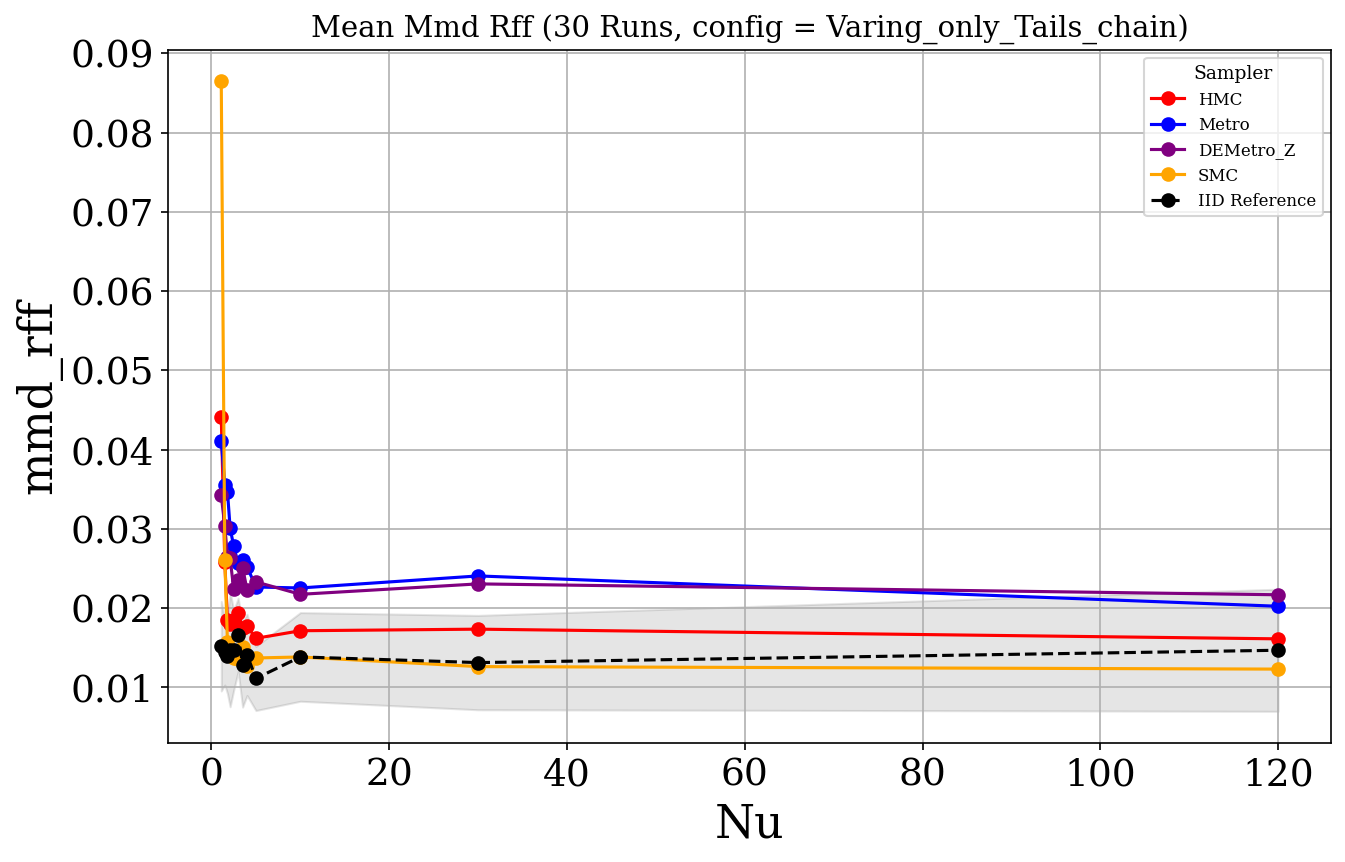 Mean Mmd Rff (30 Runs, config = Varing_only_Tails_chain)
mmd_rff
0.09
0.08
0.07
0.06
0.05
0.04
0.03
0.02
0.01
0
20
40
60
80
100
120
Nu
Sampler
HMC
Metro
DEMetro_Z
SMC
IID Reference